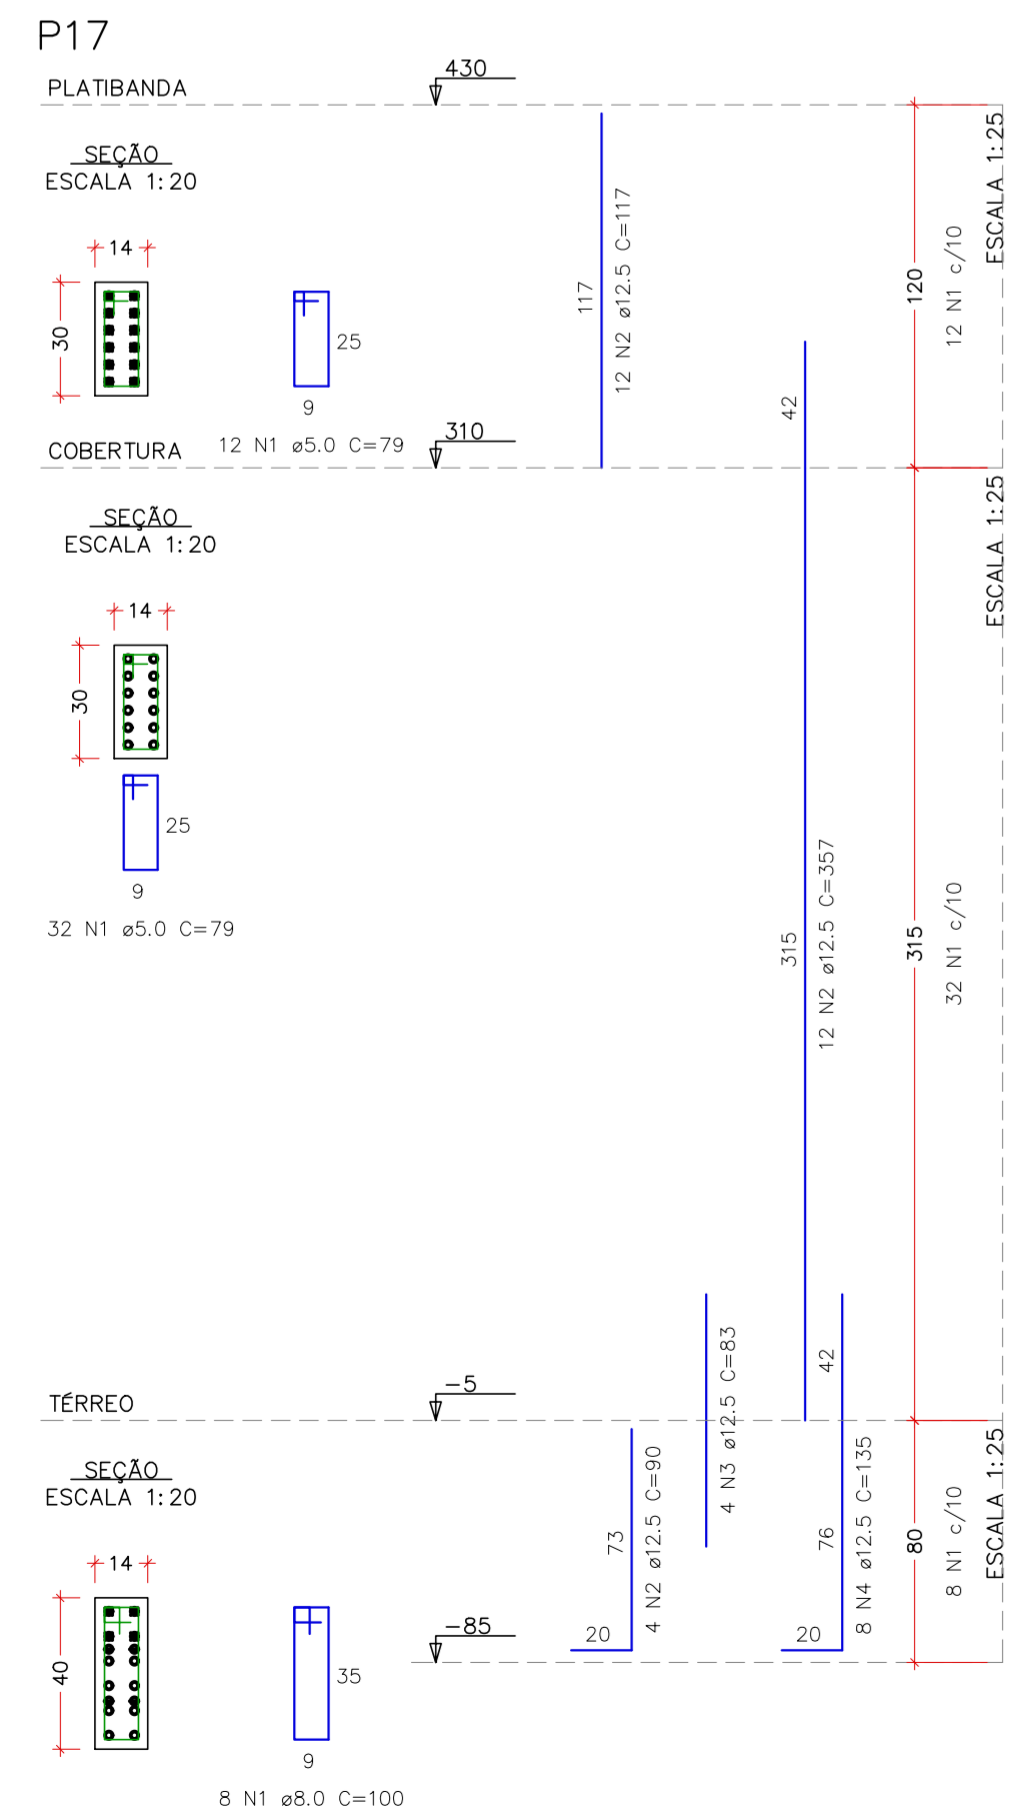 P17
PLATIBANDA
430
SEÇÃO
ESCALA 1:20
14
30
25
9
12 N1 ø5.0 C=79
117
12 N2 ø12.5 C=117
120
12 N1 c/10
ESCALA 1:25
COBERTURA
310
SEÇÃO
ESCALA 1:20
14
30
25
9
32 N1 ø5.0 C=79
42
315
12 N2 ø12.5 C=357
315
32 N1 c/10
ESCALA 1:25
TÉRREO
-5
SEÇÃO
ESCALA 1:20
14
40
35
9
8 N1 ø8.0 C=100
-85
20
73
4 N2 ø12.5 C=90
4 N3 ø12.5 C=83
42
76
20
8 N4 ø12.5 C=135
80
8 N1 c/10
ESCALA 1:25